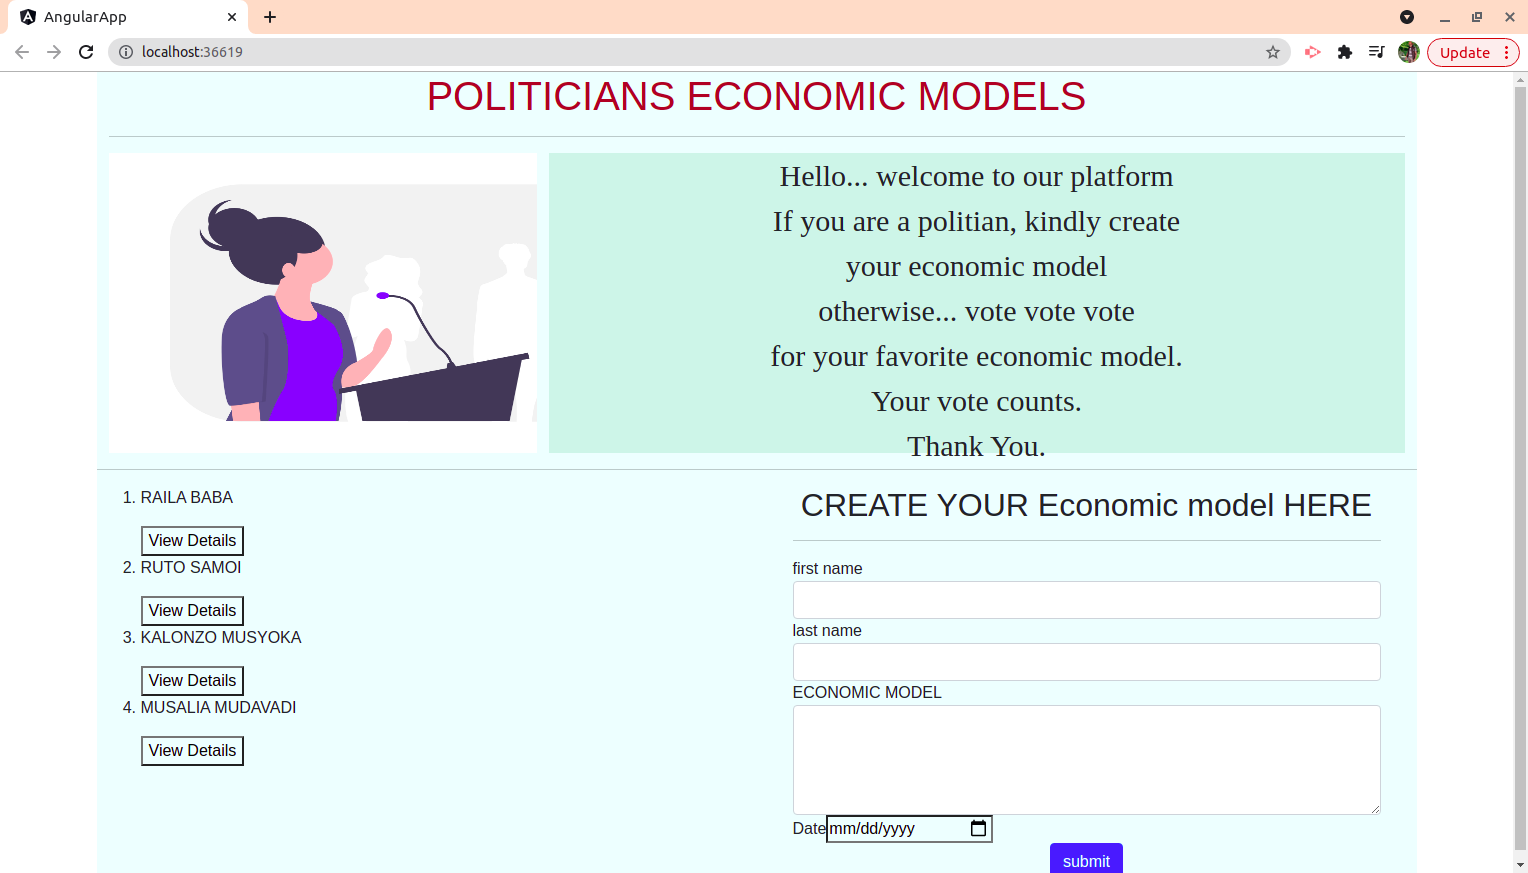 AngularApp
localhost:36619
Update
POLITICIANS ECONOMIC MODELS
Hello... welcome to our platform
If you are a politian, kindly create
your economic model
otherwise... vote vote vote
for your favorite economic model.
Your vote counts.
Thank You.
1. RAILA BABA
View Details
2. RUTO SAMOI
View Details
3. KALONZO MUSYOKA
View Details
4. MUSALIA MUDAVADI
View Details
CREATE YOUR Economic model HERE
first name
last name
ECONOMIC MODEL
Date mm/dd/yyyy
submit